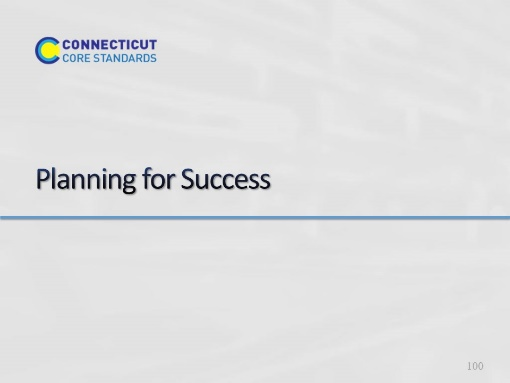 CONNECTICUT
CORE STANDARDS
Planning for Success
100